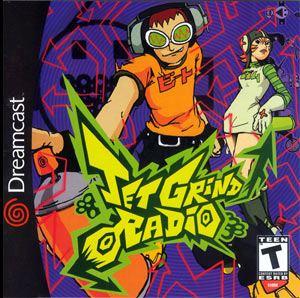 Dreamcast
ビート
JET GRIND
RADIO
TEEN
T
CONTENT RATED BY
ESRB